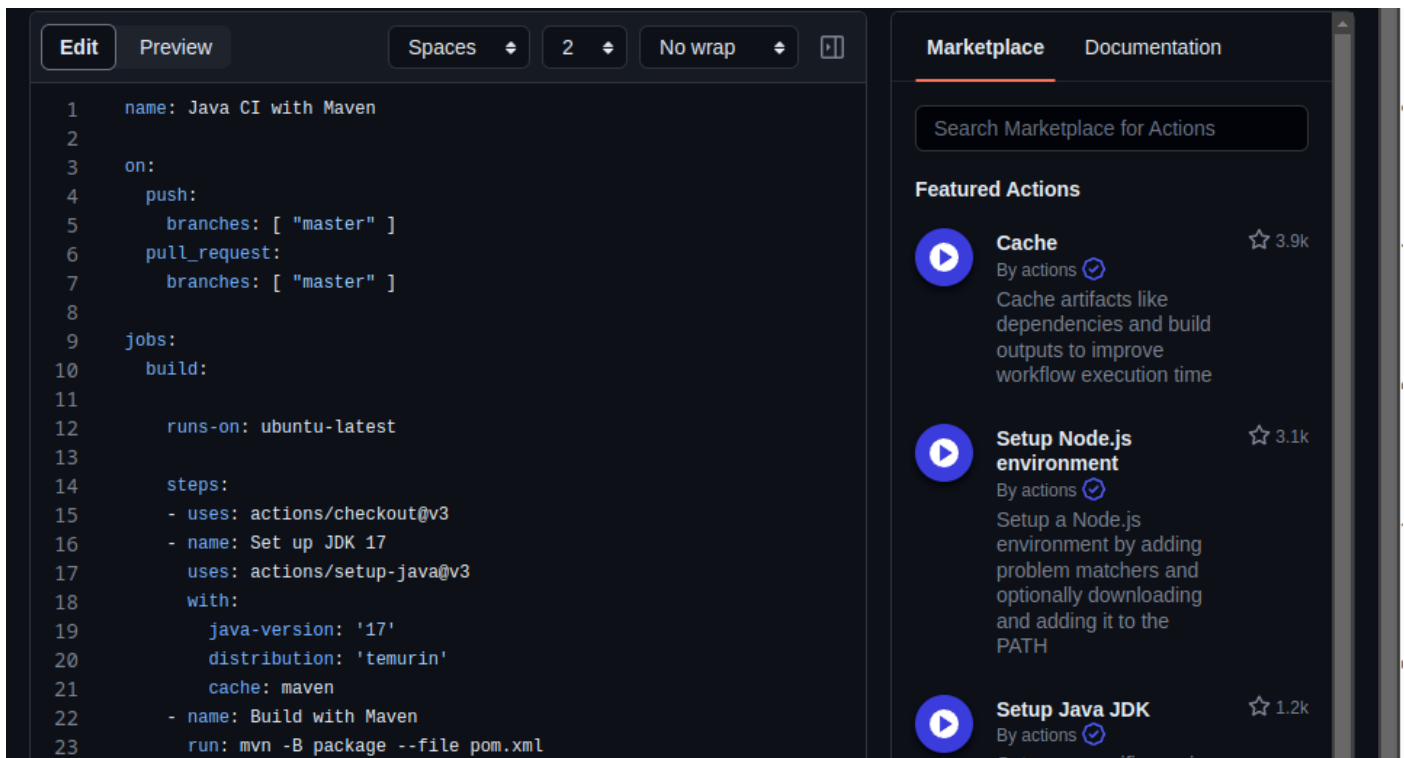 Edit Preview Spaces 2 No wrap
1 name: Java CI with Maven
2
3 on:
4   push:
5     branches: [ "master" ]
6   pull_request:
7     branches: [ "master" ]
8
9 jobs:
10   build:
11
12     runs-on: ubuntu-latest
13
14     steps:
15     - uses: actions/checkout@v3
16     - name: Set up JDK 17
17       uses: actions/setup-java@v3
18       with:
19         java-version: '17'
20         distribution: 'temurin'
21         cache: maven
22     - name: Build with Maven
23       run: mvn -B package --file pom.xml
Marketplace Documentation
Search Marketplace for Actions
Featured Actions
Cache 3.9k
By actions
Cache artifacts like
dependencies and build
outputs to improve
workflow execution time
Setup Node.js 3.1k
environment
By actions
Setup a Node.js
environment by adding
problem matchers and
optionally downloading
and adding it to the
PATH
Setup Java JDK 1.2k
By actions